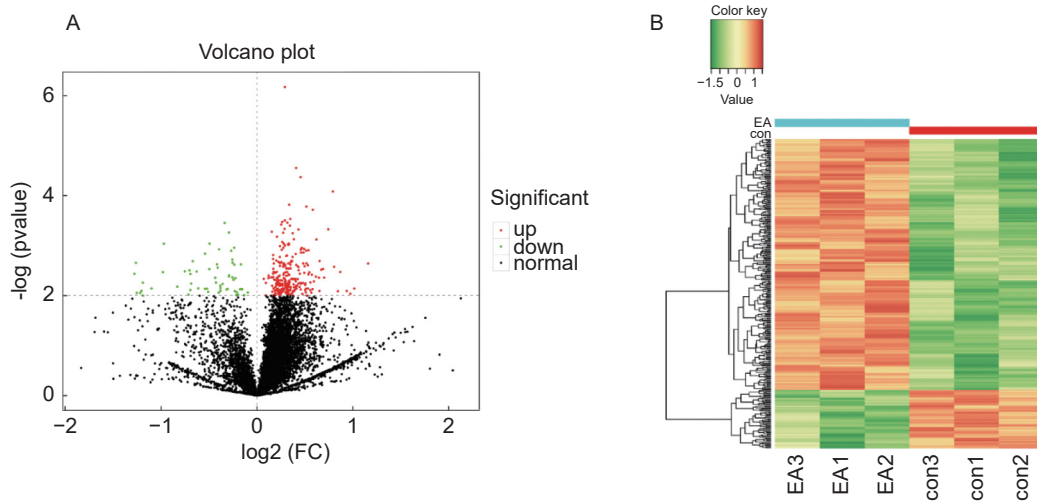 A
Volcano plot
6
4
2
0
-log (pvalue)
−2
−1
0
1
2
log2 (FC)
Significant
up
down
normal
B
Color key
−1.5 0 1
Value
EA
con
EA3
EA1
EA2
con3
con1
con2